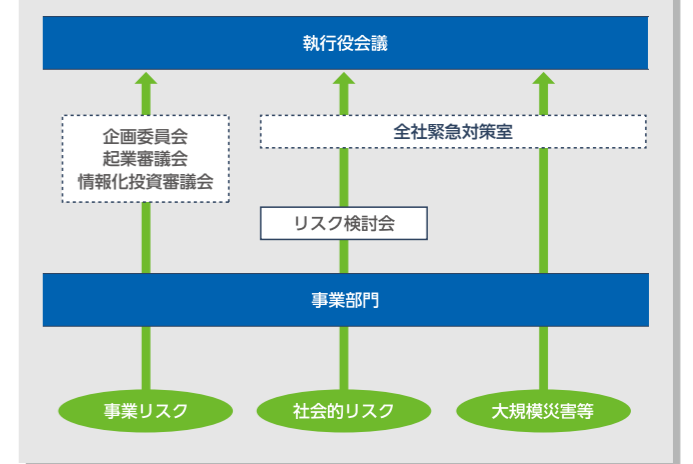 執行役会議
企画委員会
起業審議会
情報化投資審議会
全社緊急対策室
リスク検討会
事業部門
事業リスク
社会的リスク
大規模災害等